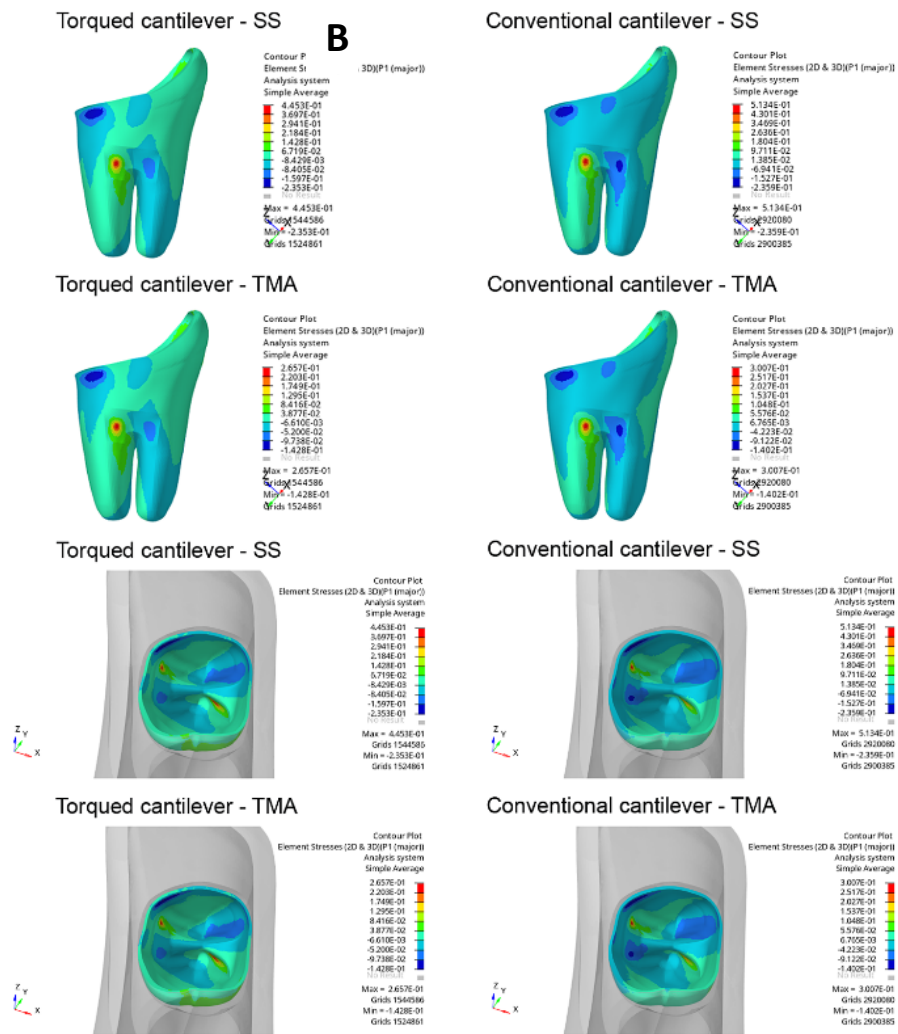 Torqued cantilever - SS
B
Contour P
Element St 3D)(P1 (major))
Analysis system
Simple Average
4.453E-01
3.697E-01
2.941E-01
2.184E-01
1.428E-01
6.719E-02
-8.429E-03
-8.405E-02
-1.597E-01
-2.353E-01
No Result
Max = 4.453E-01
Grids 1544586
Min = -2.353E-01
Grids 1524861
Z
X
Y
Conventional cantilever - SS
Contour Plot
Element Stresses (2D & 3D)(P1 (major))
Analysis system
Simple Average
5.134E-01
4.301E-01
3.469E-01
2.636E-01
1.804E-01
9.711E-02
1.385E-02
-6.941E-02
-1.527E-01
-2.359E-01
No Result
Max = 5.134E-01
Grids 2920080
Min = -2.359E-01
Grids 2900385
Z
X
Y
Torqued cantilever - TMA
Contour Plot
Element Stresses (2D & 3D)(P1 (major))
Analysis system
Simple Average
2.657E-01
2.203E-01
1.749E-01
1.295E-01
8.416E-02
3.877E-02
-6.610E-03
-5.200E-02
-9.738E-02
-1.428E-01
No Result
Max = 2.657E-01
Grids 1544586
Min = -1.428E-01
Grids 1524861
Z
X
Y
Conventional cantilever - TMA
Contour Plot
Element Stresses (2D & 3D)(P1 (major))
Analysis system
Simple Average
3.007E-01
2.517E-01
2.027E-01
1.537E-01
1.048E-01
5.576E-02
6.765E-03
-4.223E-02
-9.122E-02
-1.402E-01
No Result
Max = 3.007E-01
Grids 2920080
Min = -1.402E-01
Grids 2900385
Z
X
Y
Torqued cantilever - SS
Contour Plot
Element Stresses (2D & 3D)(P1 (major))
Analysis system
Simple Average
4.453E-01
3.697E-01
2.941E-01
2.184E-01
1.428E-01
6.719E-02
-8.429E-03
-8.405E-02
-1.597E-01
-2.353E-01
No Result
Max = 4.453E-01
Grids 1544586
Min = -2.353E-01
Grids 1524861
Z
Y
X
Conventional cantilever - SS
Contour Plot
Element Stresses (2D & 3D)(P1 (major))
Analysis system
Simple Average
5.134E-01
4.301E-01
3.469E-01
2.636E-01
1.804E-01
9.711E-02
1.385E-02
-6.941E-02
-1.527E-01
-2.359E-01
No Result
Max = 5.134E-01
Grids 2920080
Min = -2.359E-01
Grids 2900385
Z
Y
X
Torqued cantilever - TMA
Contour Plot
Element Stresses (2D & 3D)(P1 (major))
Analysis system
Simple Average
2.657E-01
2.203E-01
1.749E-01
1.295E-01
8.416E-02
3.877E-02
-6.610E-03
-5.200E-02
-9.738E-02
-1.428E-01
No Result
Max = 2.657E-01
Grids 1544586
Min = -1.428E-01
Grids 1524861
Z
Y
X
Conventional cantilever - TMA
Contour Plot
Element Stresses (2D & 3D)(P1 (major))
Analysis system
Simple Average
3.007E-01
2.517E-01
2.027E-01
1.537E-01
1.048E-01
5.576E-02
6.765E-03
-4.223E-02
-9.122E-02
-1.402E-01
No Result
Max = 3.007E-01
Grids 2920080
Min = -1.402E-01
Grids 2900385
Z
Y
X